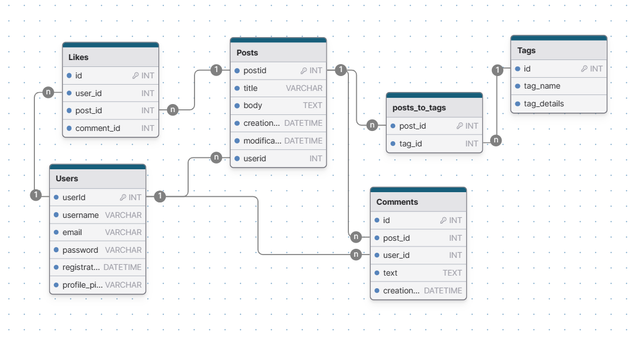 Likes
id INT
user_id INT
post_id INT
comment_id INT
Posts
postid INT
title VARCHAR
body TEXT
creation... DATETIME
modifica... DATETIME
userid INT
Tags
id INT
tag_name INT
tag_details INT
posts_to_tags
post_id INT
tag_id INT
Users
userId INT
username VARCHAR
email VARCHAR
password VARCHAR
registrat... DATETIME
profile_pi... VARCHAR
Comments
id INT
post_id INT
user_id INT
text TEXT
creation... DATETIME
n
1
n
1
n
1
n
1
n
1
n
n